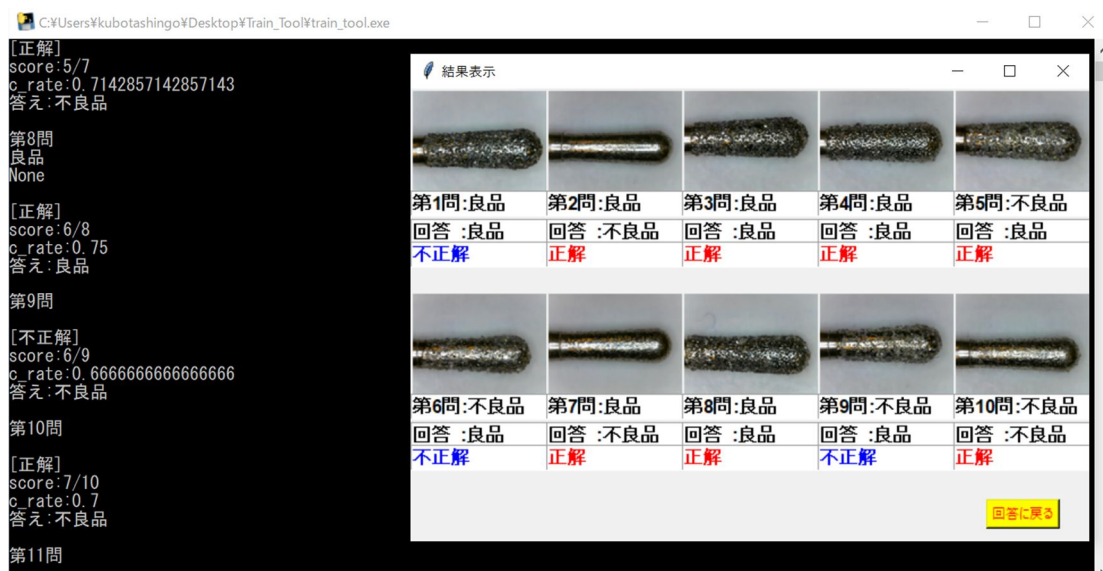 C:¥Users¥kubotashingo¥Desktop¥Train_Tool¥train_tool.exe
[正解]
score:5/7
c_rate:0.7142857142857143
答え:不良品
第8問
良品
None
[正解]
score:6/8
c_rate:0.75
答え:良品
第9問
[不正解]
score:6/9
c_rate:0.6666666666666666
答え:不良品
第10問
[正解]
score:7/10
c_rate:0.7
答え:不良品
第11問
結果表示
第1問:良品 第2問:良品 第3問:良品 第4問:良品 第5問:不良品
回答 :良品 回答 :不良品 回答 :良品 回答 :良品 回答 :良品
不正解 正解 正解 正解 正解
第6問:不良品 第7問:良品 第8問:良品 第9問:不良品 第10問:不良品
回答 :良品 回答 :不良品 回答 :良品 回答 :良品 回答 :不良品
不正解 正解 正解 不正解 正解
回答に戻る